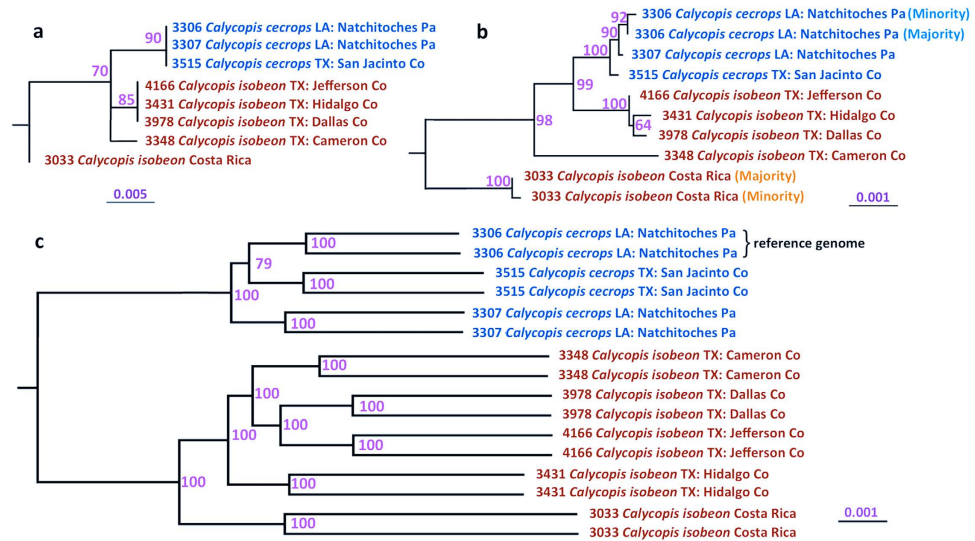 a
3306 Calycopis cecrops LA: Natchitoches Pa
90
3307 Calycopis cecrops LA: Natchitoches Pa
3515 Calycopis cecrops TX: San Jacinto Co
70
4166 Calycopis isobeon TX: Jefferson Co
85
3431 Calycopis isobeon TX: Hidalgo Co
3978 Calycopis isobeon TX: Dallas Co
3348 Calycopis isobeon TX: Cameron Co
3033 Calycopis isobeon Costa Rica
0.005
b
92
3306 Calycopis cecrops LA: Natchitoches Pa (Minority)
90
3306 Calycopis cecrops LA: Natchitoches Pa (Majority)
100
3307 Calycopis cecrops LA: Natchitoches Pa
3515 Calycopis cecrops TX: San Jacinto Co
99
4166 Calycopis isobeon TX: Jefferson Co
100
3431 Calycopis isobeon TX: Hidalgo Co
98
64
3978 Calycopis isobeon TX: Dallas Co
3348 Calycopis isobeon TX: Cameron Co
3033 Calycopis isobeon Costa Rica (Majority)
100
3033 Calycopis isobeon Costa Rica (Minority)
0.001
c
3306 Calycopis cecrops LA: Natchitoches Pa
100
reference genome
3306 Calycopis cecrops LA: Natchitoches Pa
79
3515 Calycopis cecrops TX: San Jacinto Co
100
3515 Calycopis cecrops TX: San Jacinto Co
100
3307 Calycopis cecrops LA: Natchitoches Pa
100
3307 Calycopis cecrops LA: Natchitoches Pa
3348 Calycopis isobeon TX: Cameron Co
100
3348 Calycopis isobeon TX: Cameron Co
100
3978 Calycopis isobeon TX: Dallas Co
100
3978 Calycopis isobeon TX: Dallas Co
100
4166 Calycopis isobeon TX: Jefferson Co
100
100
4166 Calycopis isobeon TX: Jefferson Co
3431 Calycopis isobeon TX: Hidalgo Co
100
100
3431 Calycopis isobeon TX: Hidalgo Co
3033 Calycopis isobeon Costa Rica
100
3033 Calycopis isobeon Costa Rica
0.001